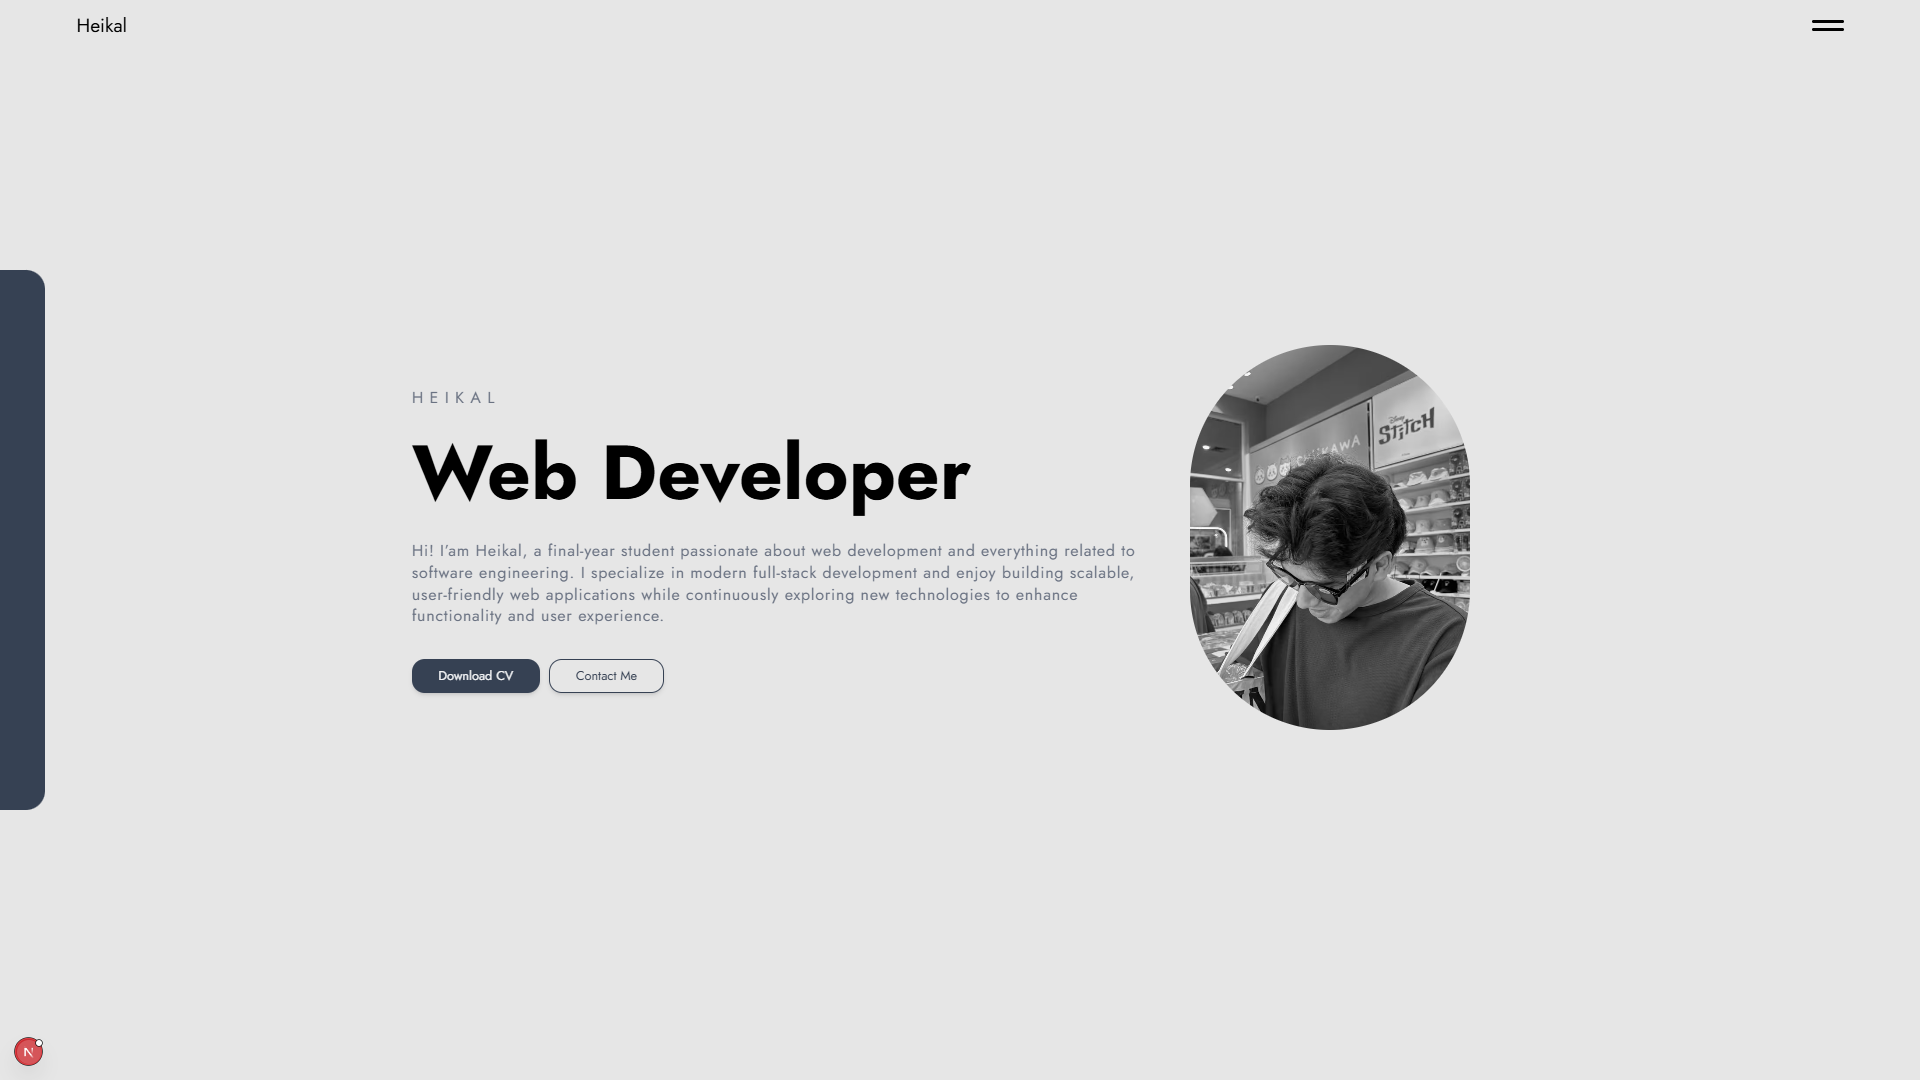 Heikal
HEIKAL
Web Developer
Hi! I'am Heikal, a final-year student passionate about web development and everything related to
software engineering. I specialize in modern full-stack development and enjoy building scalable,
user-friendly web applications while continuously exploring new technologies to enhance
functionality and user experience.
Download CV
Contact Me
CHIIKAWA
Disney
STitCH
N